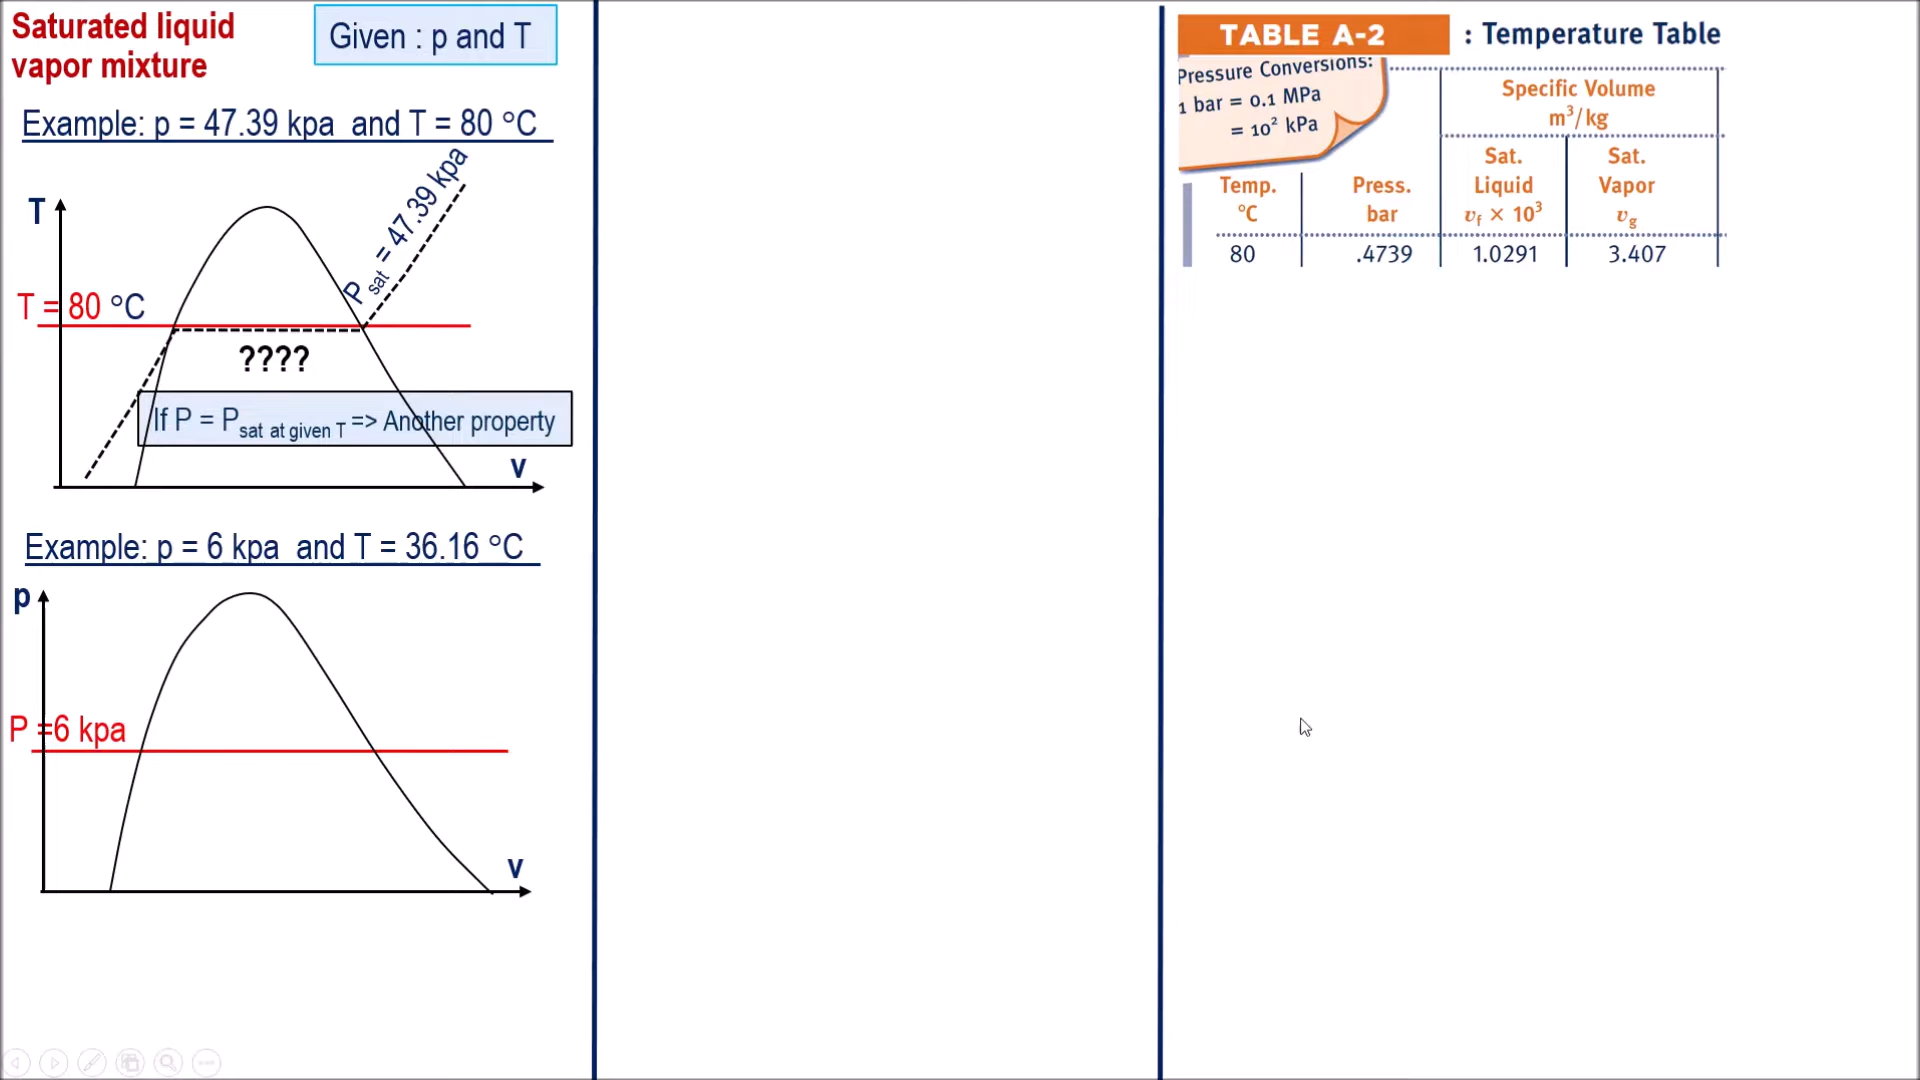 Saturated liquid
vapor mixture
Given : p and T
Example: p = 47.39 kpa  and T = 80 °C
T
P sat = 47.39 kpa
T = 80 °C
????
If P = P sat at given T => Another property
v
Example: p = 6 kpa  and T = 36.16 °C
p
P =6 kpa
v
TABLE A-2 : Temperature Table
Pressure Conversions:
1 bar = 0.1 MPa
= 10² kPa
Specific Volume
m³/kg
Sat. Sat.
Temp. Press. Liquid Vapor
°C bar vf × 10³ vg
80 .4739 1.0291 3.407